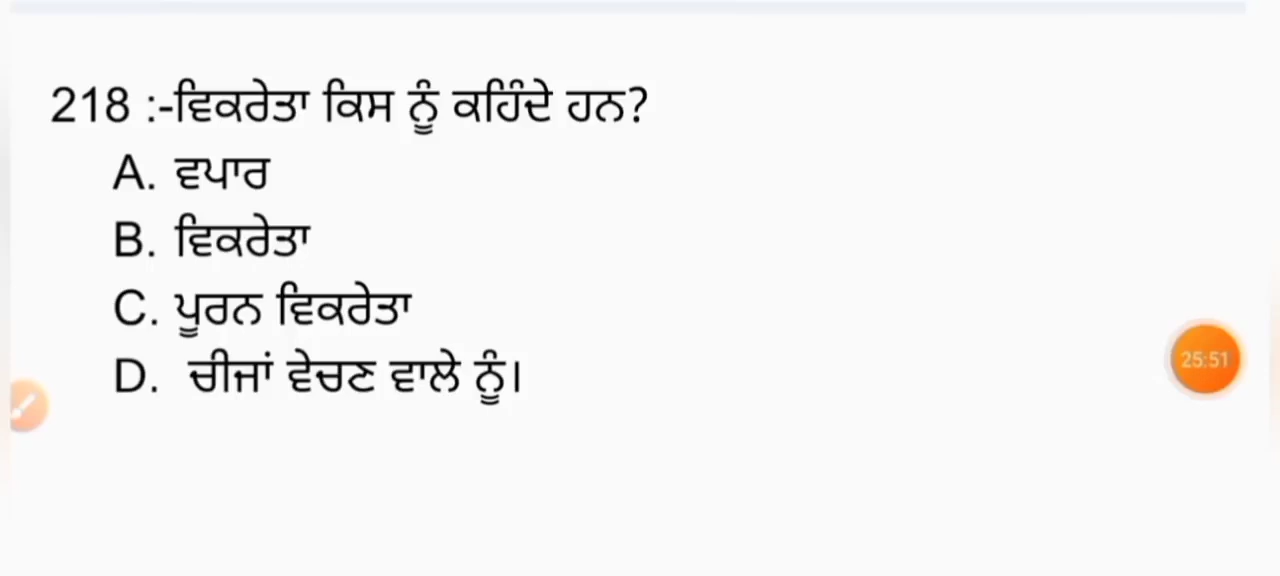 218 :-ਵਿਕਰੇਤਾ ਕਿਸ ਨੂੰ ਕਹਿੰਦੇ ਹਨ?
A. ਵਪਾਰ
B. ਵਿਕਰੇਤਾ
C. ਪੂਰਨ ਵਿਕਰੇਤਾ
D. ਚੀਜਾਂ ਵੇਚਣ ਵਾਲੇ ਨੂੰ।
25:51